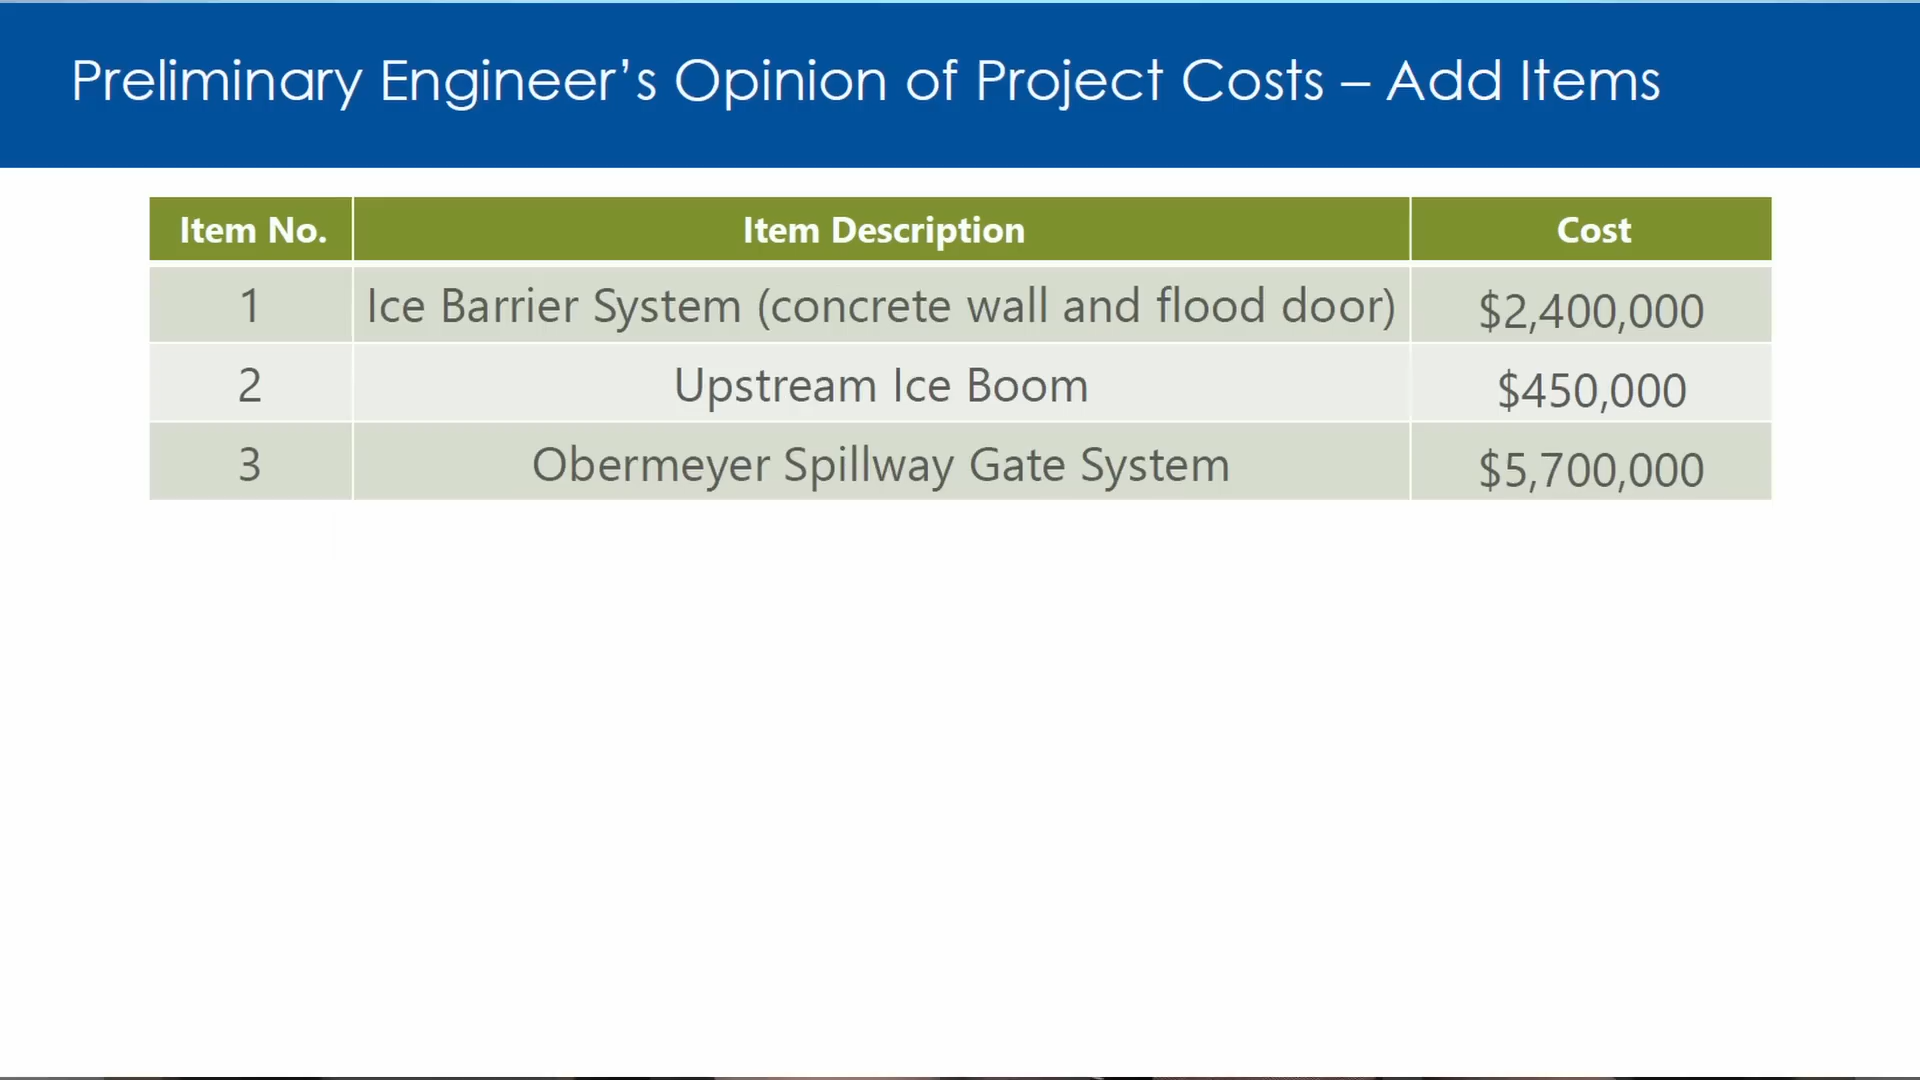 Preliminary Engineer’s Opinion of Project Costs – Add Items
Item No. Item Description Cost
1 Ice Barrier System (concrete wall and flood door) $2,400,000
2 Upstream Ice Boom $450,000
3 Obermeyer Spillway Gate System $5,700,000